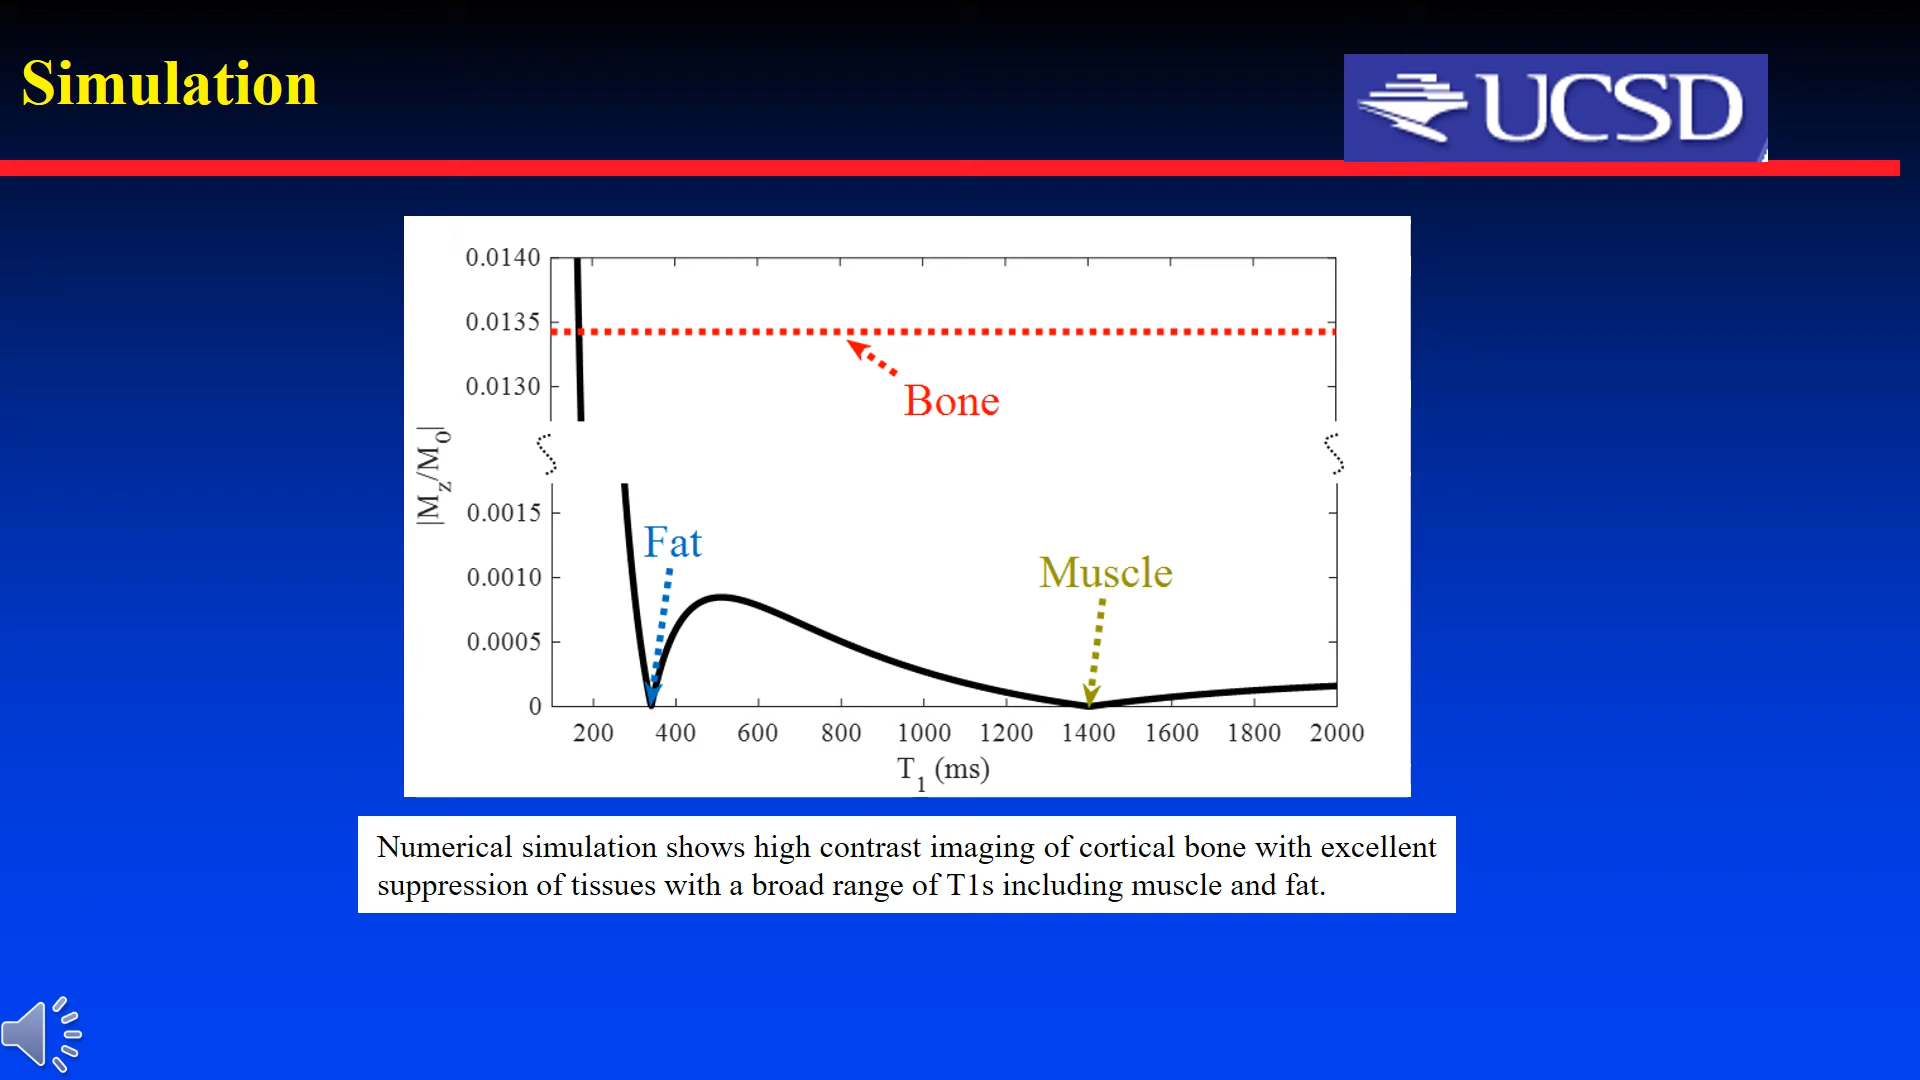 Simulation
UCSD
0.0140
0.0135
0.0130
Bone
|Mz/M0|
0.0015
Fat
0.0010
Muscle
0.0005
0
200 400 600 800 1000 1200 1400 1600 1800 2000
T1 (ms)
Numerical simulation shows high contrast imaging of cortical bone with excellent
suppression of tissues with a broad range of T1s including muscle and fat.